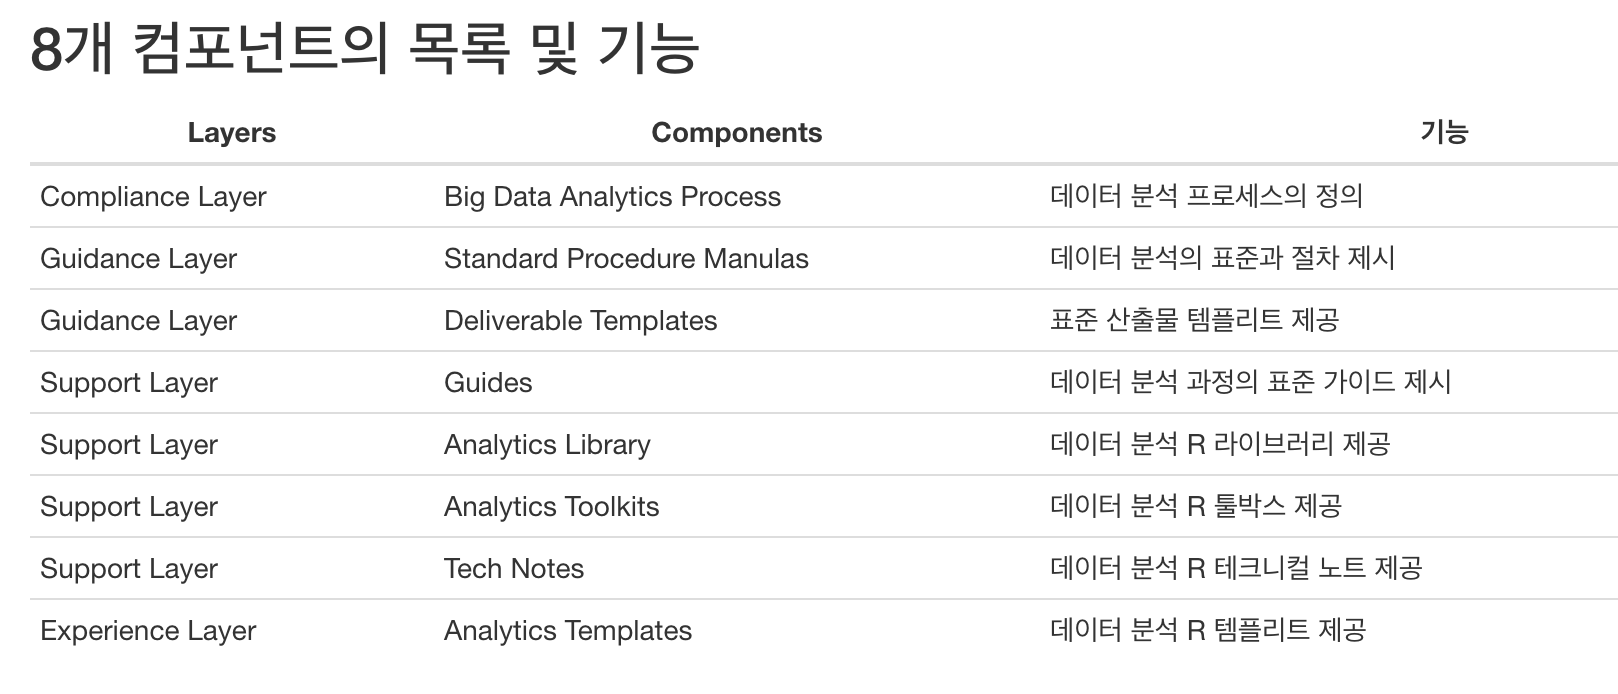 8개 컴포넌트의 목록 및 기능
Layers Components 기능
Compliance Layer Big Data Analytics Process 데이터 분석 프로세스의 정의
Guidance Layer Standard Procedure Manulas 데이터 분석의 표준과 절차 제시
Guidance Layer Deliverable Templates 표준 산출물 템플리트 제공
Support Layer Guides 데이터 분석 과정의 표준 가이드 제시
Support Layer Analytics Library 데이터 분석 R 라이브러리 제공
Support Layer Analytics Toolkits 데이터 분석 R 툴박스 제공
Support Layer Tech Notes 데이터 분석 R 테크니컬 노트 제공
Experience Layer Analytics Templates 데이터 분석 R 템플리트 제공